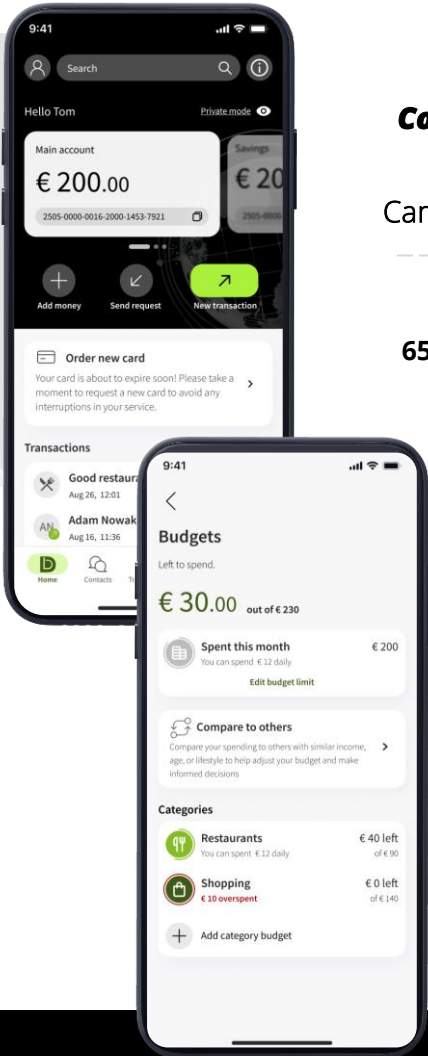 9:41
Search
Hello Tom
Private mode
Main account
€ 200.00
2505-0000-0016-2000-1453-7921
Savings
€ 20
2505-0000
Add money
Send request
New transaction
Order new card
Your card is about to expire soon! Please take a
moment to request a new card to avoid any
interruptions in your service.
Transactions
Good restaura
Aug 26, 12:01
AN
Adam Nowak
Aug 16, 11:36
Home
Contacts
9:41
Budgets
Left to spend.
€ 30.00 out of € 230
Spent this month € 200
You can spend € 12 daily
Edit budget limit
Compare to others
Compare your spending to others with similar income,
age, or lifestyle to help adjust your budget and make
informed decisions
Categories
Restaurants € 40 left
You can spent € 12 daily of € 90
Shopping € 0 left
€ 10 overspent of € 140
Add category budget
Car
65